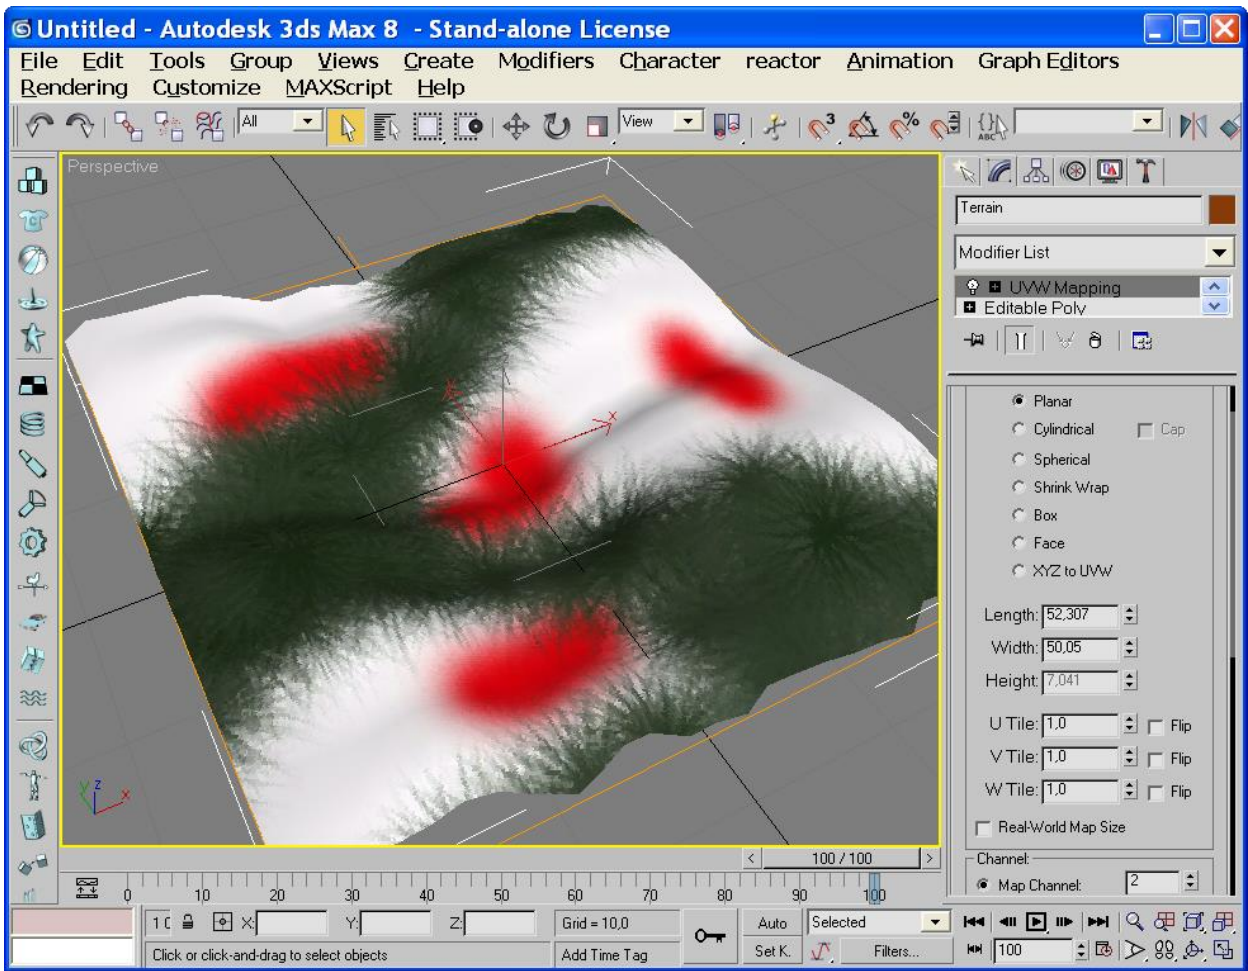 Untitled - Autodesk 3ds Max 8 - Stand-alone License
File Edit Tools Group Views Create Modifiers Character reactor Animation Graph Editors
Rendering Customize MAXScript Help
All View ABC
Perspective
Terrain
Modifier List
UVW Mapping
Editable Poly
Planar
Cylindrical Cap
Spherical
Shrink Wrap
Box
Face
XYZ to UVW
Length: 52,307
Width: 50,05
Height: 7,041
U Tile: 1,0 Flip
V Tile: 1,0 Flip
W Tile: 1,0 Flip
Real-World Map Size
Channel:
Map Channel: 2
x
z
y x
< 100 / 100 >
0 10 20 30 40 50 60 70 80 90 100
X: Y: Z: Grid = 10,0 Auto Selected
Click or click-and-drag to select objects Add Time Tag Set K. Filters... 100